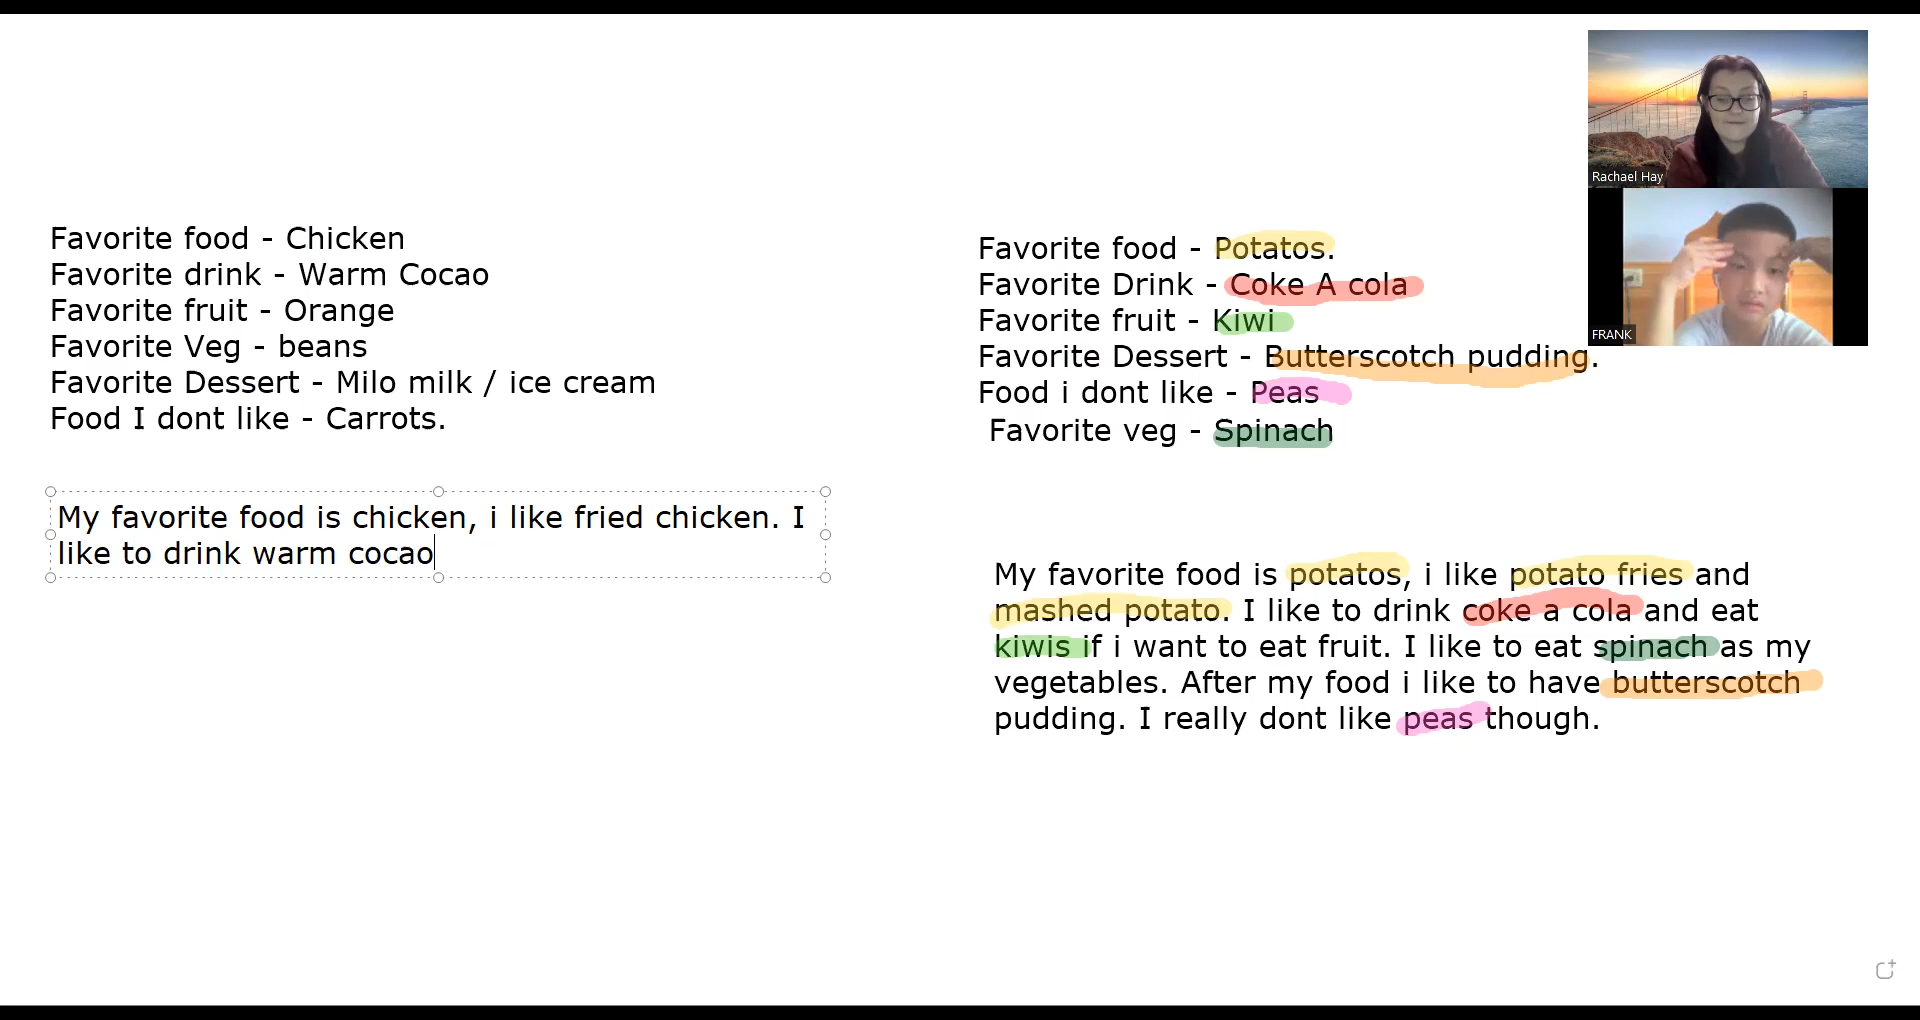 Favorite food - Chicken
Favorite drink - Warm Cocao
Favorite fruit - Orange
Favorite Veg - beans
Favorite Dessert - Milo milk / ice cream
Food I dont like - Carrots.
My favorite food is chicken, i like fried chicken. I
like to drink warm cocao
Favorite food - Potatos.
Favorite Drink - Coke A cola
Favorite fruit - Kiwi
Favorite Dessert - Butterscotch pudding.
Food i dont like - Peas
Favorite veg - Spinach
My favorite food is potatos, i like potato fries and
mashed potato. I like to drink coke a cola and eat
kiwis if i want to eat fruit. I like to eat spinach as my
vegetables. After my food i like to have butterscotch
pudding. I really dont like peas though.
Rachael Hay
FRANK